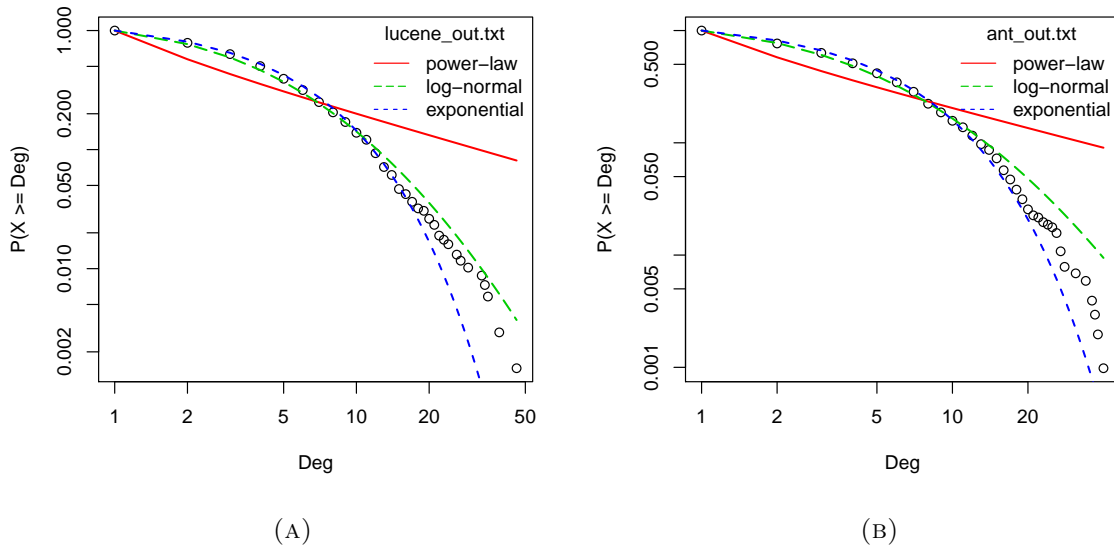 lucene_out.txt
power−law
log−normal
exponential
1.000
0.200
0.050
0.010
0.002
P(X >= Deg)
1 2 5 10 20 50
Deg
(A)
ant_out.txt
power−law
log−normal
exponential
0.500
0.050
0.005
0.001
P(X >= Deg)
1 2 5 10 20
Deg
(B)